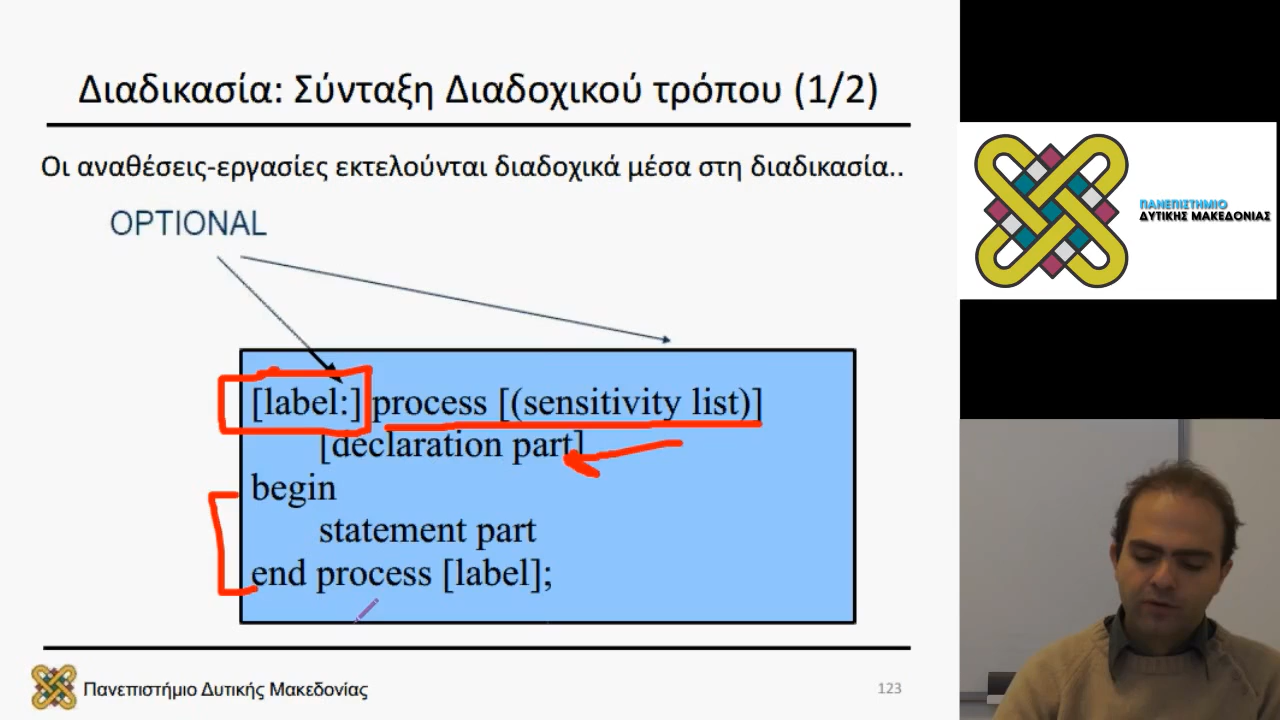 Διαδικασία: Σύνταξη Διαδοχικού τρόπου (1/2)
Οι αναθέσεις-εργασίες εκτελούνται διαδοχικά μέσα στη διαδικασία..
OPTIONAL
[label:] process [(sensitivity list)]
[declaration part]
begin
statement part
end process [label];
Πανεπιστήμιο Δυτικής Μακεδονίας
123
ΠΑΝΕΠΙΣΤΗΜΙΟ
ΔΥΤΙΚΗΣ ΜΑΚΕΔΟΝΙΑΣ